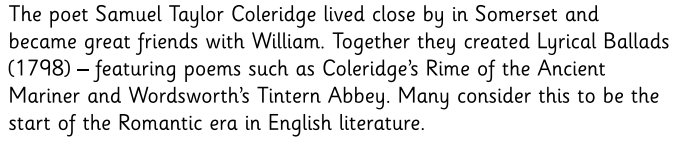 The poet Samuel Taylor Coleridge lived close by in Somerset and
became great friends with William. Together they created Lyrical Ballads
(1798) – featuring poems such as Coleridge’s Rime of the Ancient
Mariner and Wordsworth’s Tintern Abbey. Many consider this to be the
start of the Romantic era in English literature.